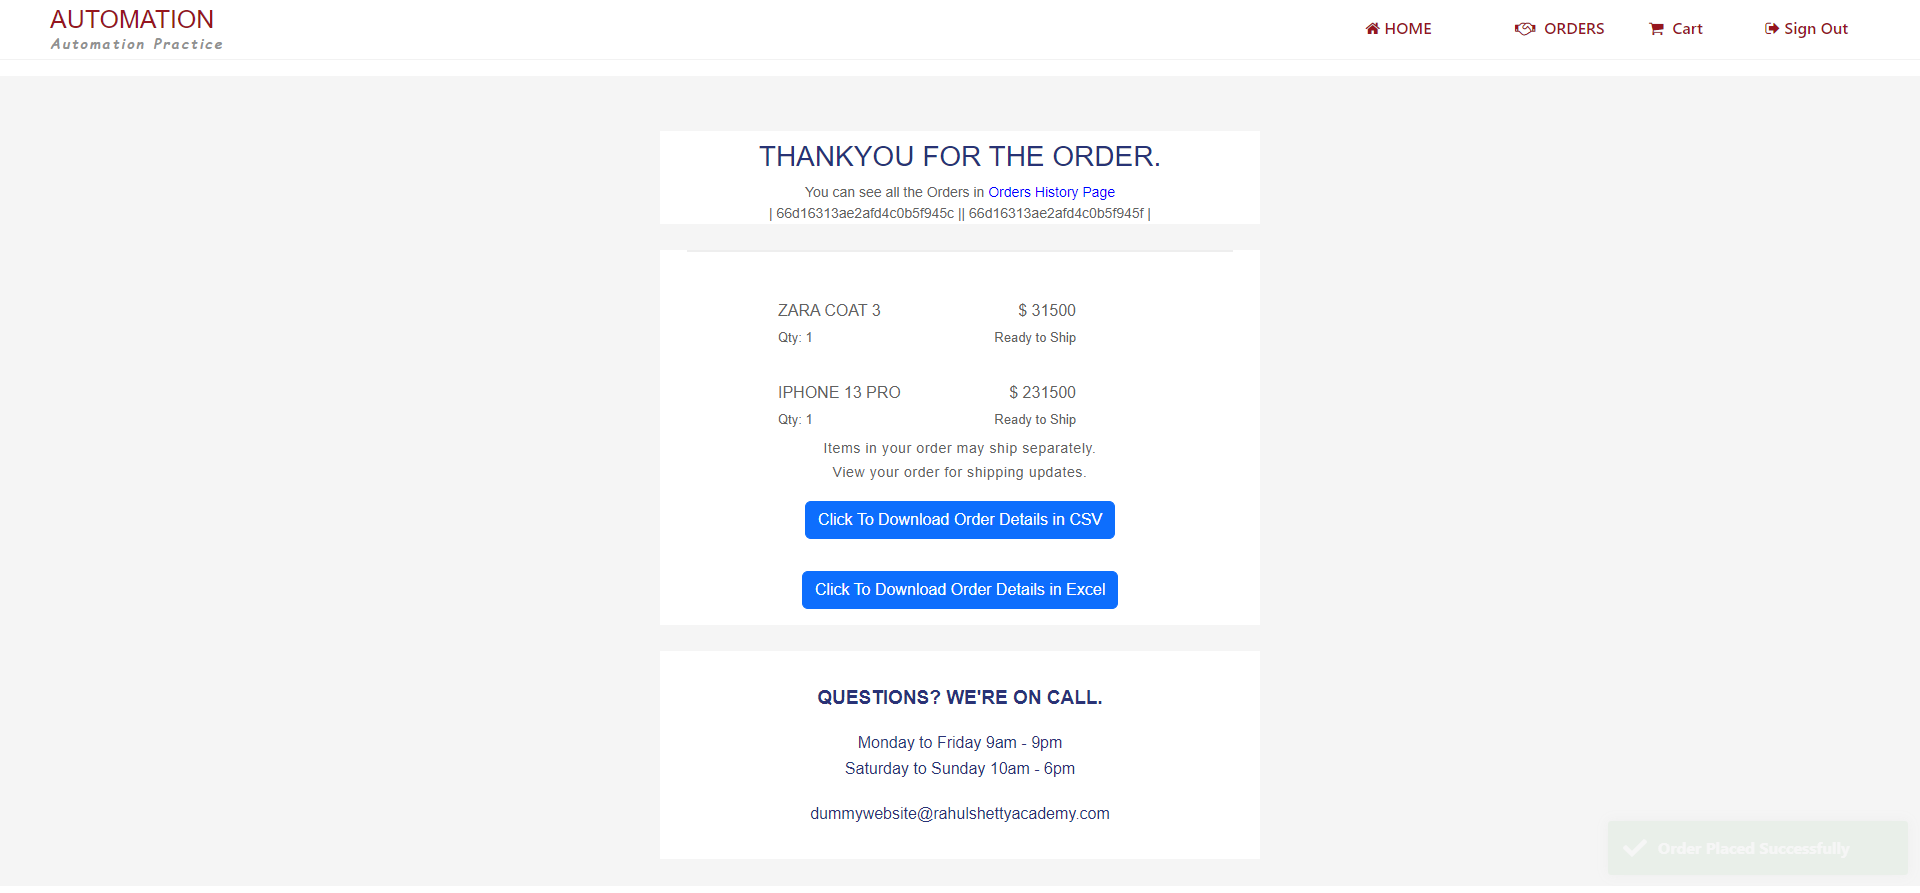 AUTOMATION
Automation Practice
HOME
ORDERS
Cart
Sign Out
THANKYOU FOR THE ORDER.
You can see all the Orders in Orders History Page
| 66d16313ae2afd4c0b5f945c || 66d16313ae2afd4c0b5f945f |
ZARA COAT 3 $ 31500
Qty: 1 Ready to Ship
IPHONE 13 PRO $ 231500
Qty: 1 Ready to Ship
Items in your order may ship separately.
View your order for shipping updates.
Click To Download Order Details in CSV
Click To Download Order Details in Excel
QUESTIONS? WE'RE ON CALL.
Monday to Friday 9am - 9pm
Saturday to Sunday 10am - 6pm
dummywebsite@rahulshettyacademy.com
Order Placed Successfully